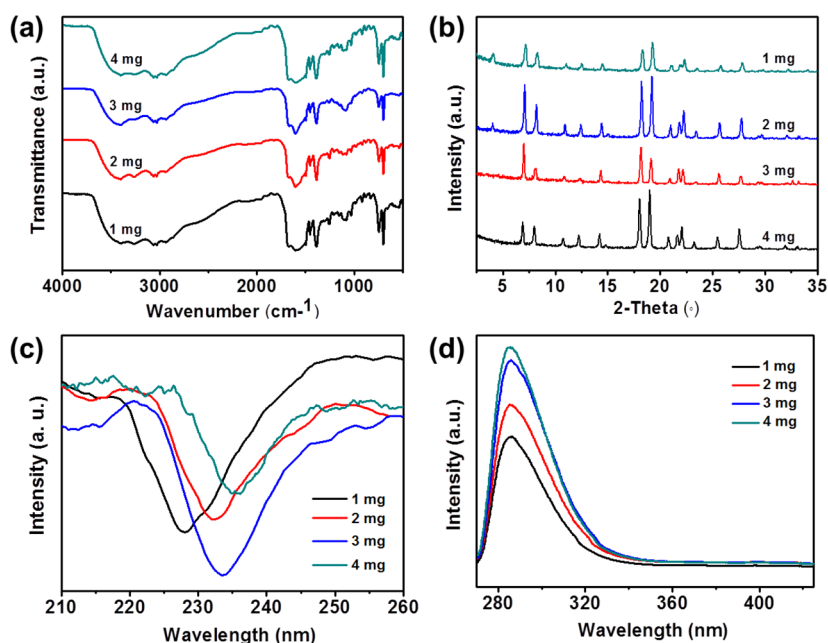 (a)
4 mg
3 mg
2 mg
1 mg
Transmittance (a.u.)
4000 3000 2000 1000
Wavenumber (cm-1)
(b)
1 mg
2 mg
3 mg
4 mg
Intensity (a.u.)
5 10 15 20 25 30 35
2-Theta (◦)
(c)
1 mg
2 mg
3 mg
4 mg
Intensity (a. u.)
210 220 230 240 250 260
Wavelength (nm)
(d)
1 mg
2 mg
3 mg
4 mg
Intensity (a. u.)
280 320 360 400
Wavelength (nm)